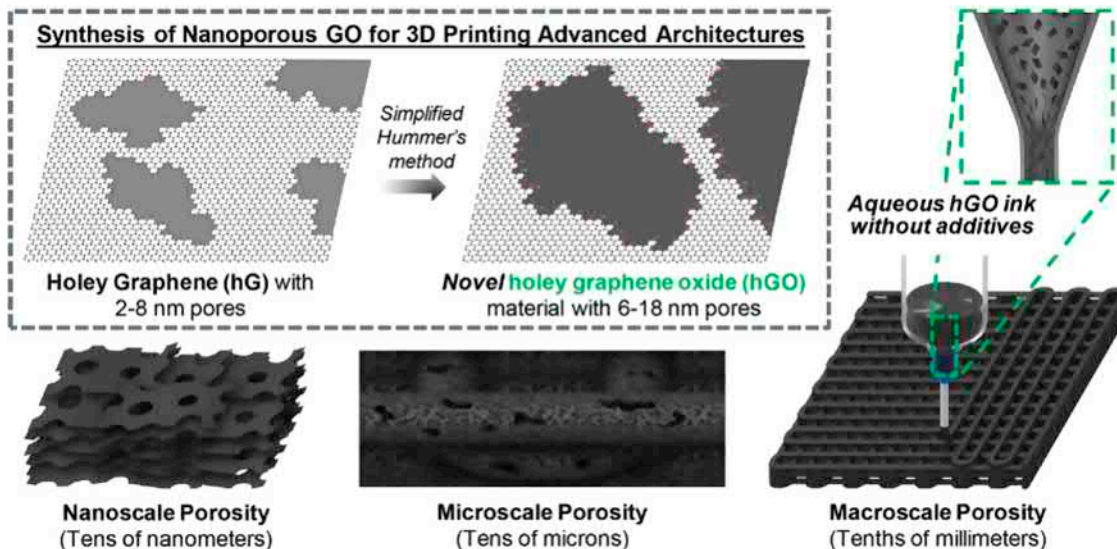 Synthesis of Nanoporous GO for 3D Printing Advanced Architectures
Simplified
Hummer's
method
Holey Graphene (hG) with
2-8 nm pores
Novel holey graphene oxide (hGO)
material with 6-18 nm pores
Aqueous hGO ink
without additives
Nanoscale Porosity
(Tens of nanometers)
Microscale Porosity
(Tens of microns)
Macroscale Porosity
(Tenths of millimeters)